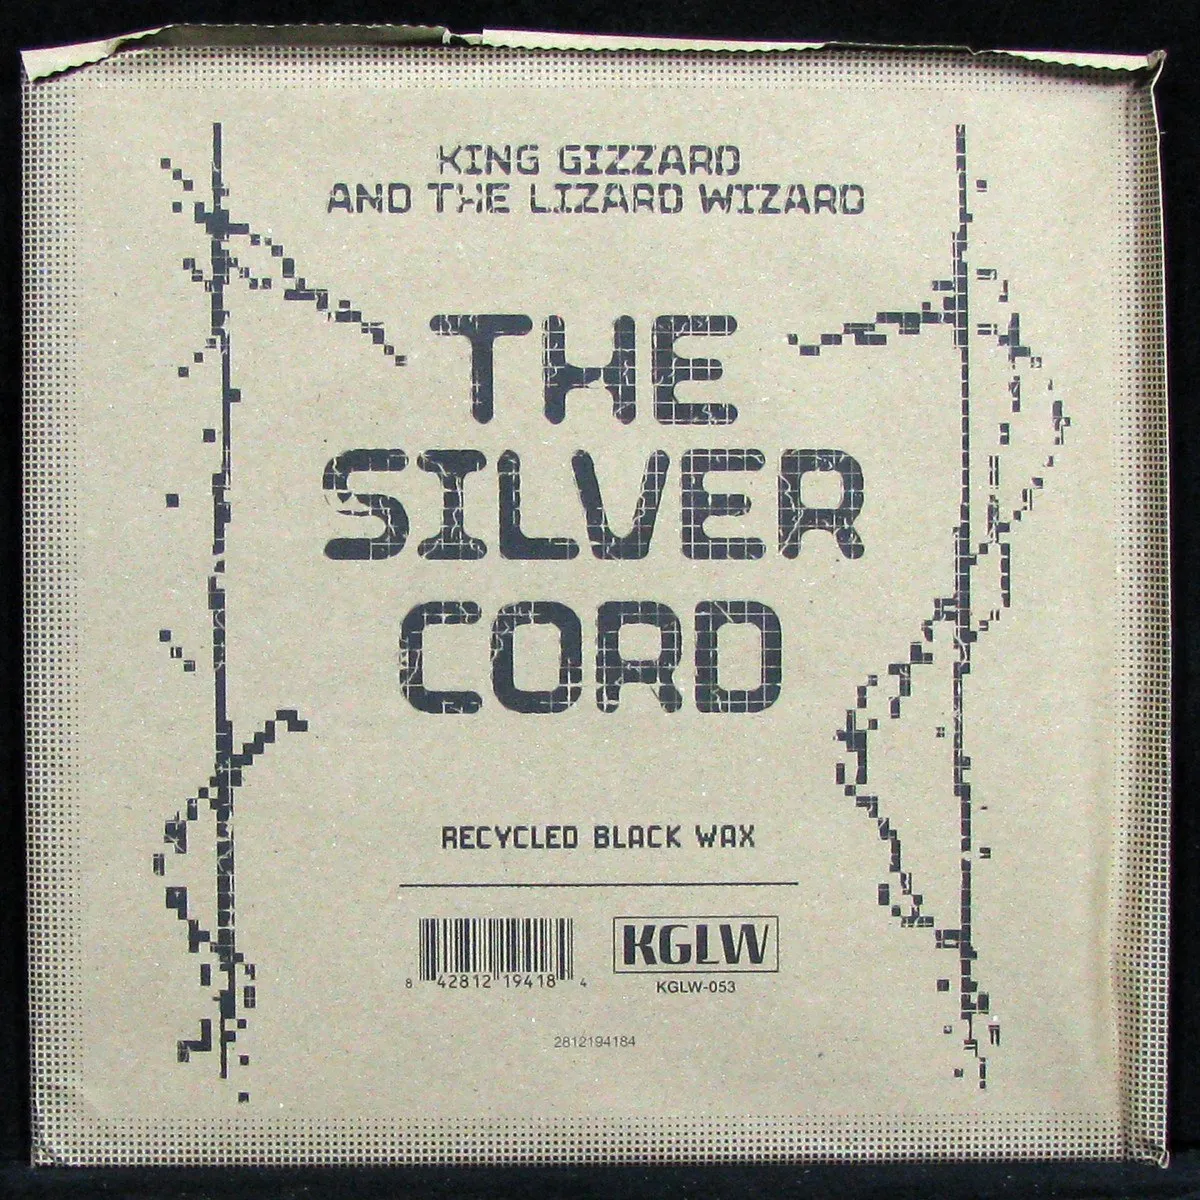 KING GIZZARD
AND THE LIZARD WIZARD
THE
SILVER
CORD
RECYCLED BLACK WAX
8 42812 19418 4
KGLW
KGLW-053
2812194184